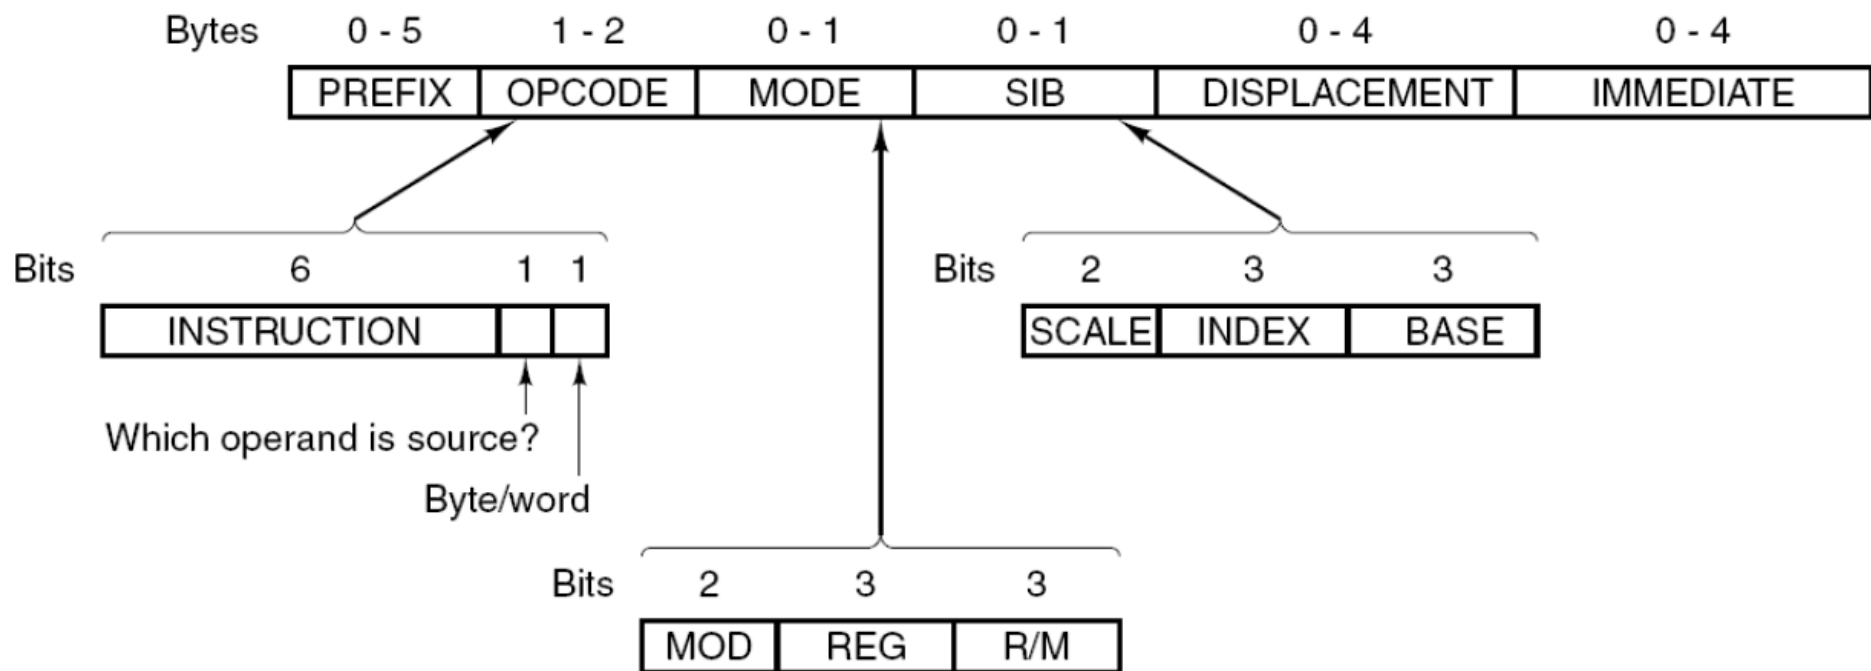 Bytes 0 - 5 1 - 2 0 - 1 0 - 1 0 - 4 0 - 4
PREFIX OPCODE MODE SIB DISPLACEMENT IMMEDIATE
Bits 6 1 1
INSTRUCTION
Which operand is source?
Byte/word
Bits 2 3 3
SCALE INDEX BASE
Bits 2 3 3
MOD REG R/M